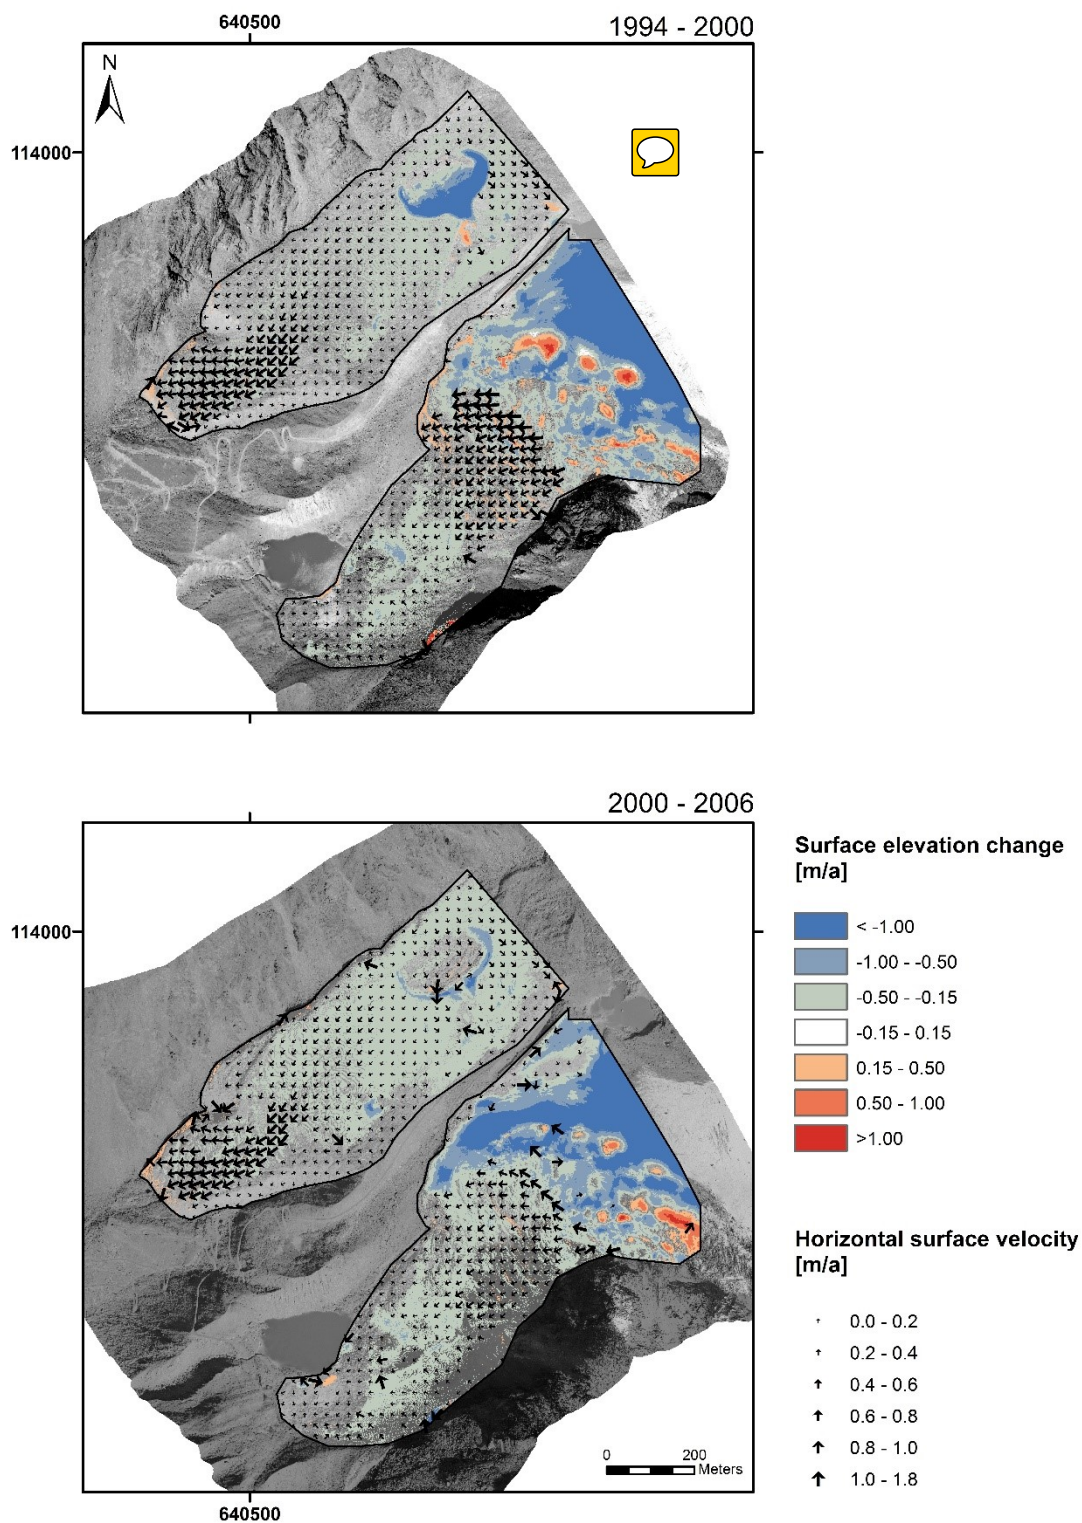 640500
1994 - 2000
N
114000
2000 - 2006
114000
Surface elevation change
[m/a]
< -1.00
-1.00 - -0.50
-0.50 - -0.15
-0.15 - 0.15
0.15 - 0.50
0.50 - 1.00
>1.00
Horizontal surface velocity
[m/a]
0.0 - 0.2
0.2 - 0.4
0.4 - 0.6
0.6 - 0.8
0.8 - 1.0
1.0 - 1.8
0 200
Meters
640500